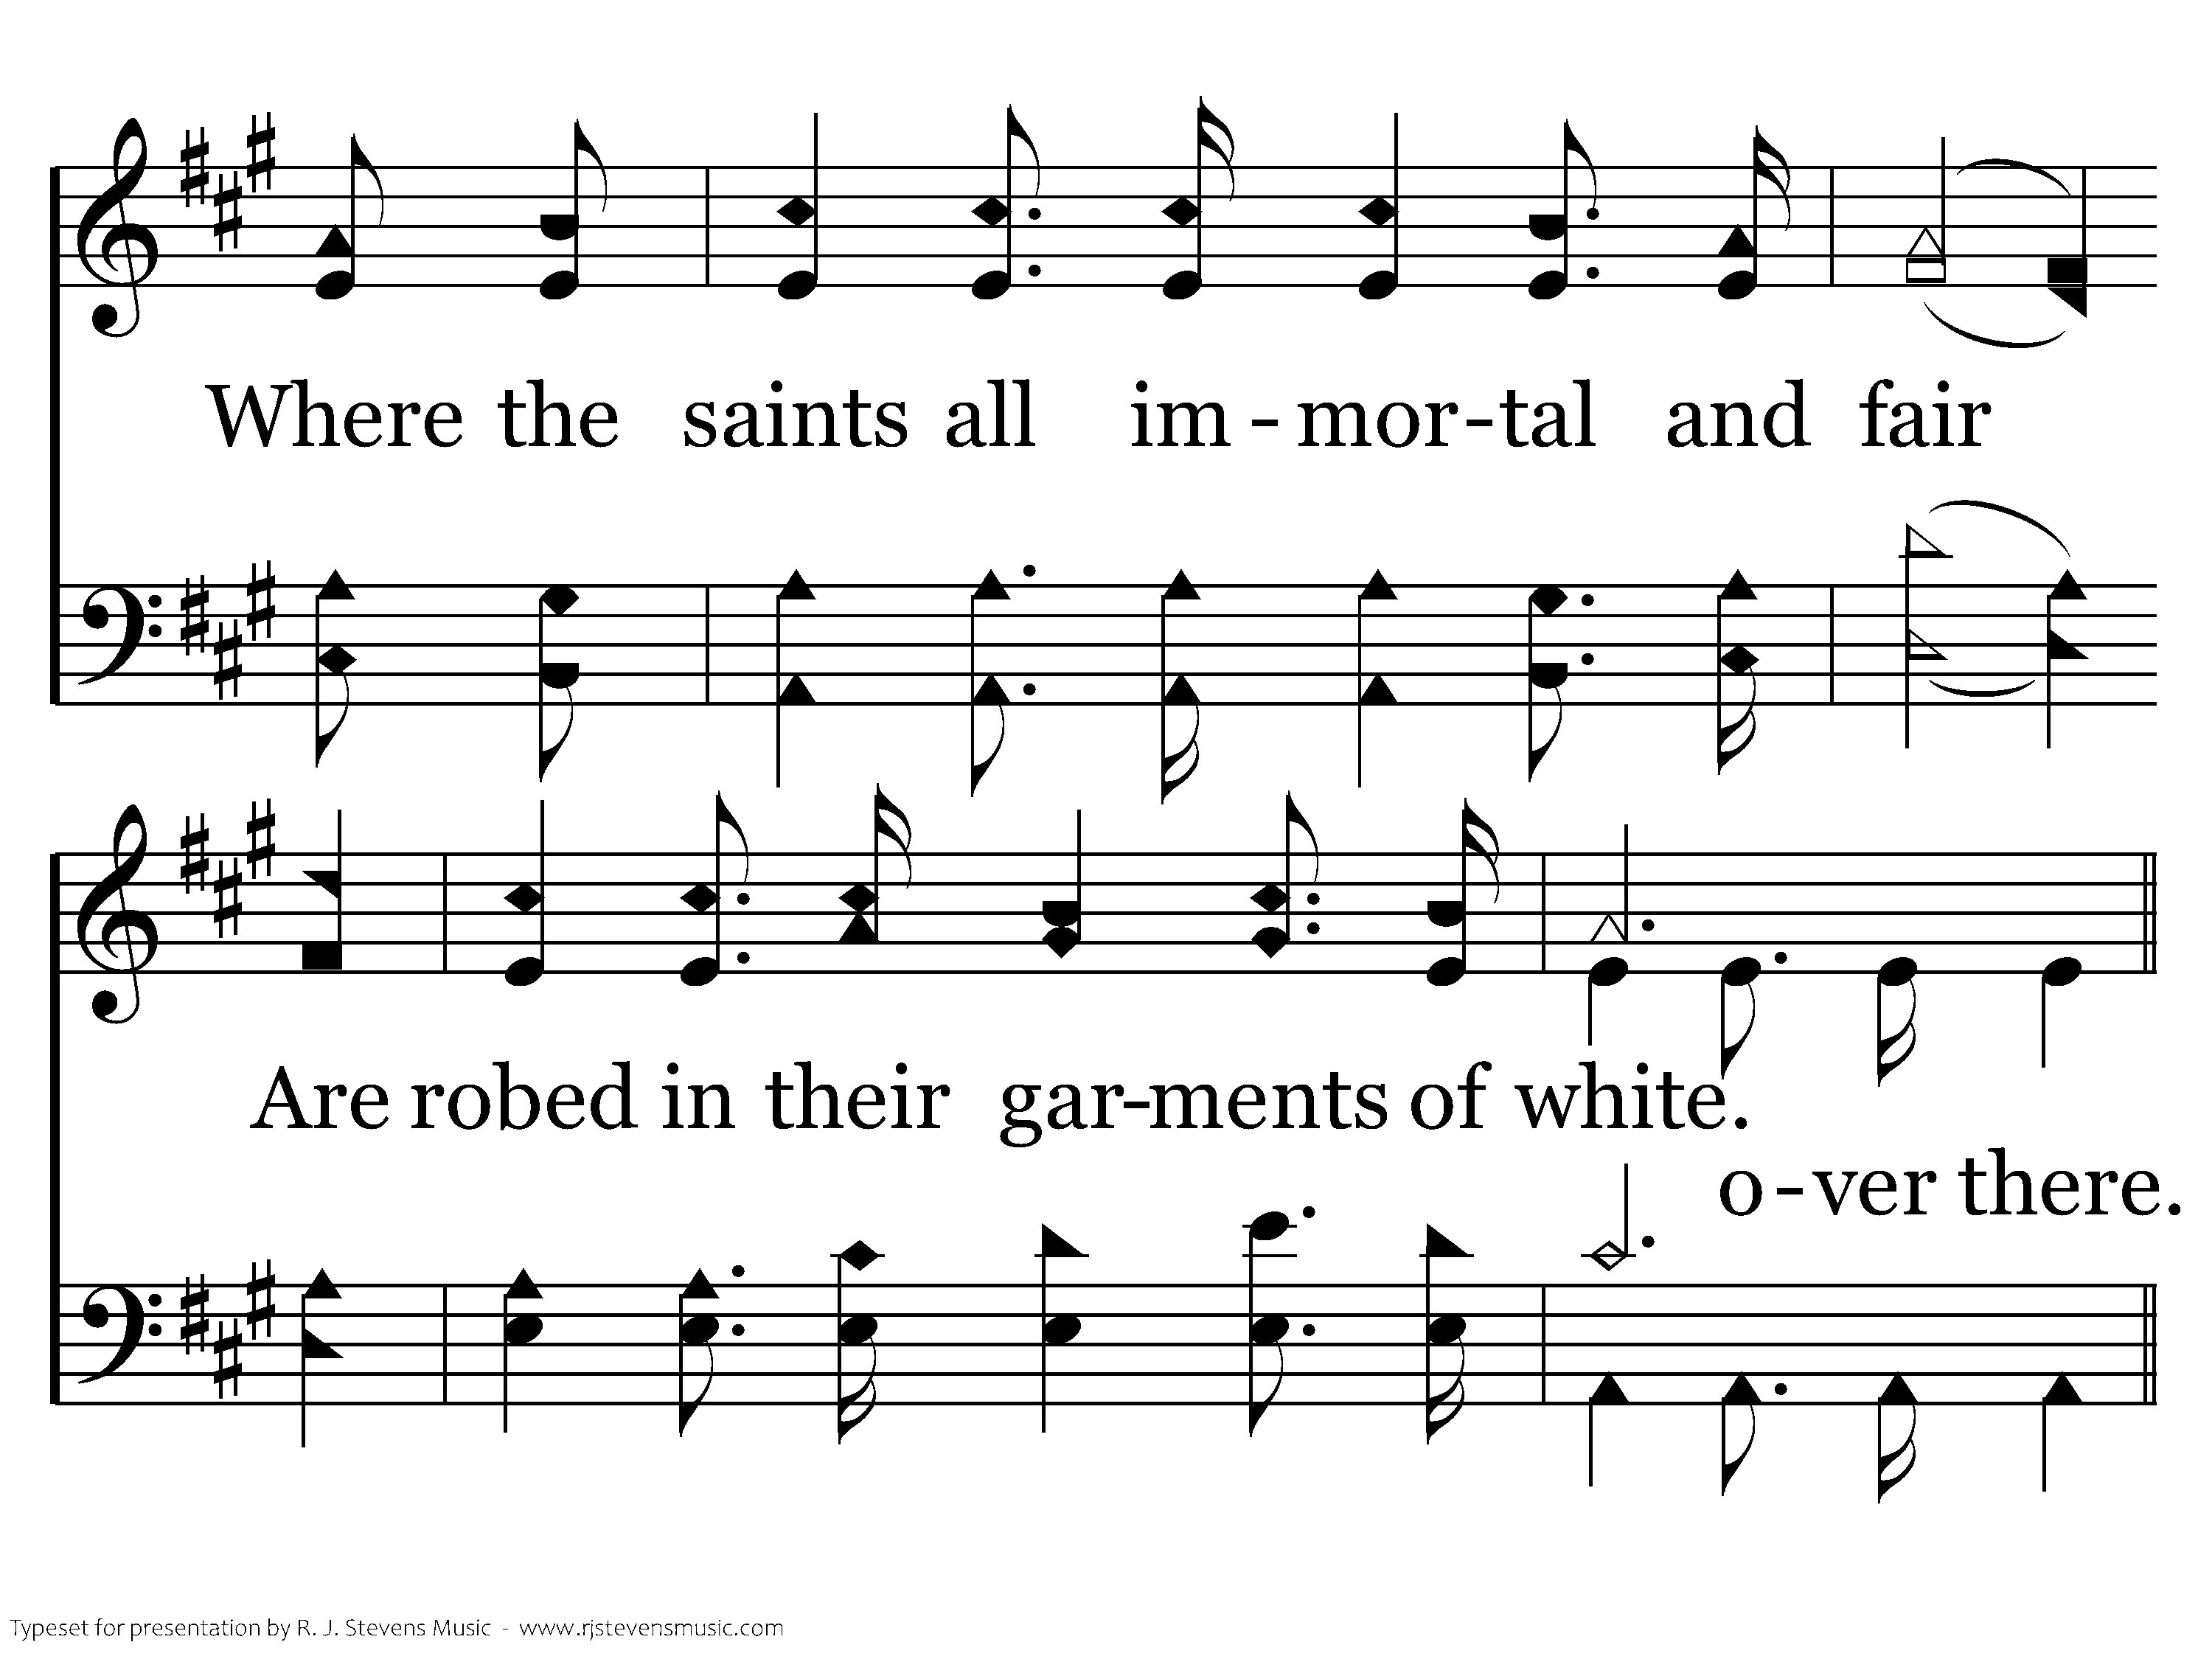 Where the saints all im - mor - tal and fair
Are robed in their gar - ments of white.
o - ver there.
Typeset for presentation by R. J. Stevens Music - www.rjstevensmusic.com